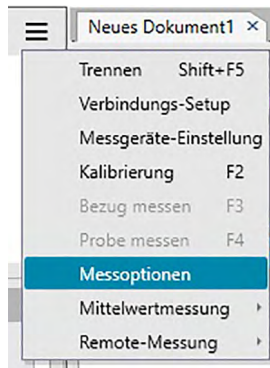 Neues Dokument1 ×
Trennen Shift+F5
Verbindungs-Setup
Messgeräte-Einstellung
Kalibrierung F2
Bezug messen F3
Probe messen F4
Messoptionen
Mittelwertmessung
Remote-Messung